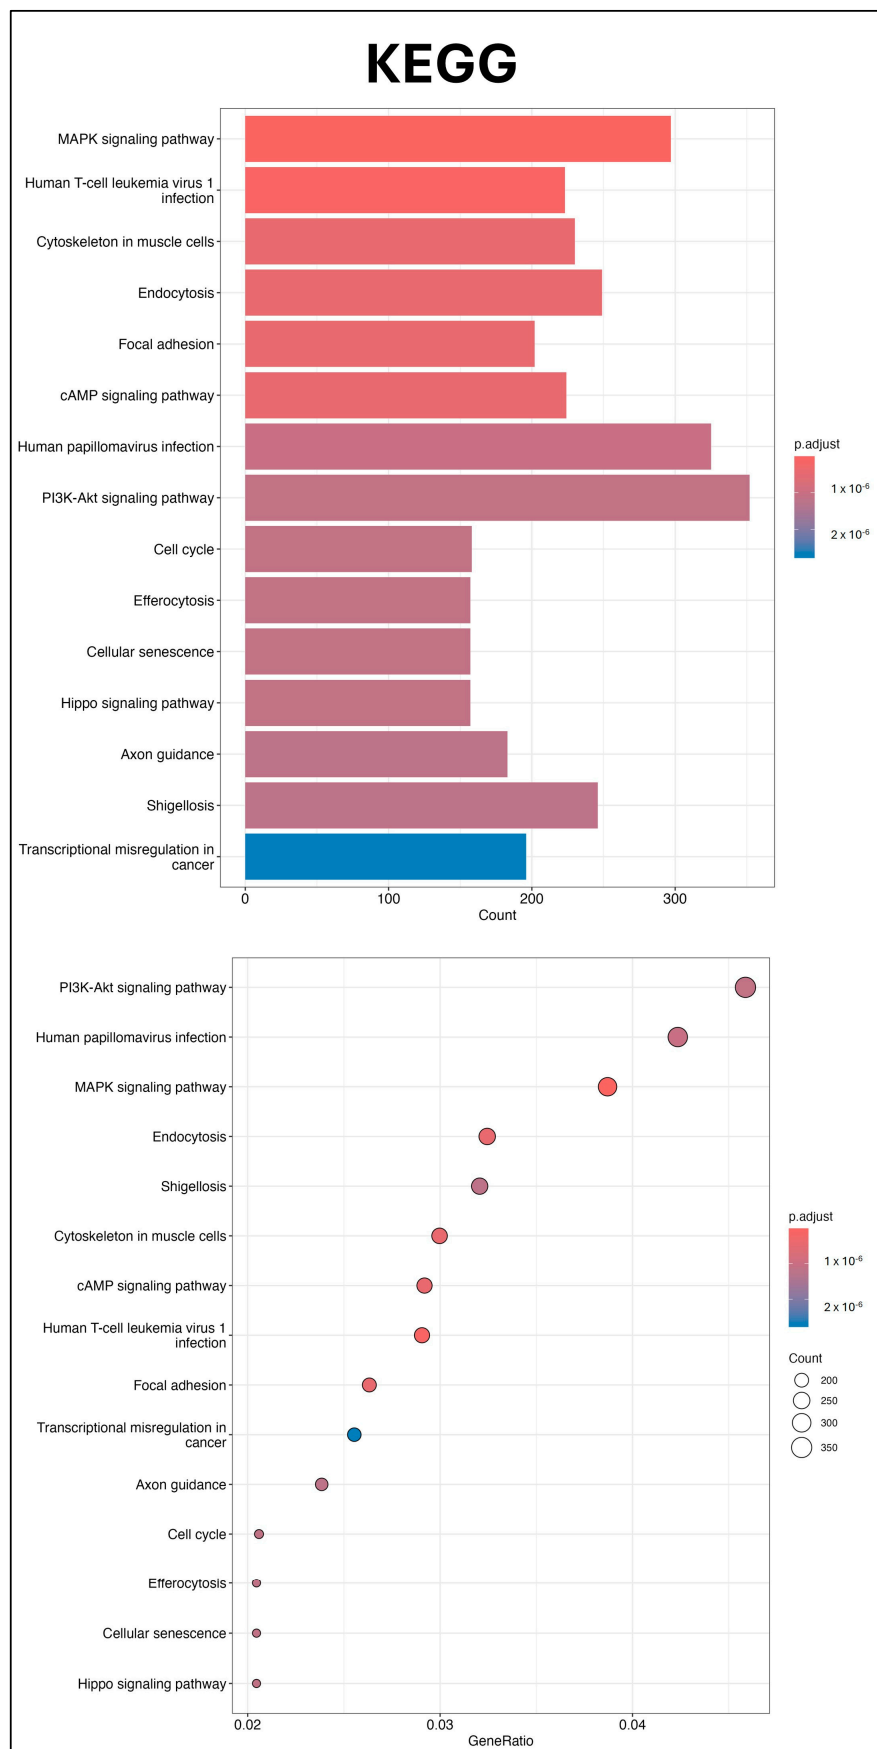 KEGG
MAPK signaling pathway
Human T-cell leukemia virus 1
infection
Cytoskeleton in muscle cells
Endocytosis
Focal adhesion
cAMP signaling pathway
Human papillomavirus infection
PI3K-Akt signaling pathway
Cell cycle
Efferocytosis
Cellular senescence
Hippo signaling pathway
Axon guidance
Shigellosis
Transcriptional misregulation in
cancer
0 100 200 300
Count
p.adjust
1 x 10⁻⁶
2 x 10⁻⁶
PI3K-Akt signaling pathway
Human papillomavirus infection
MAPK signaling pathway
Endocytosis
Shigellosis
Cytoskeleton in muscle cells
cAMP signaling pathway
Human T-cell leukemia virus 1
infection
Focal adhesion
Transcriptional misregulation in
cancer
Axon guidance
Cell cycle
Efferocytosis
Cellular senescence
Hippo signaling pathway
0.02 0.03 0.04
GeneRatio
p.adjust
1 x 10⁻⁶
2 x 10⁻⁶
Count
200
250
300
350